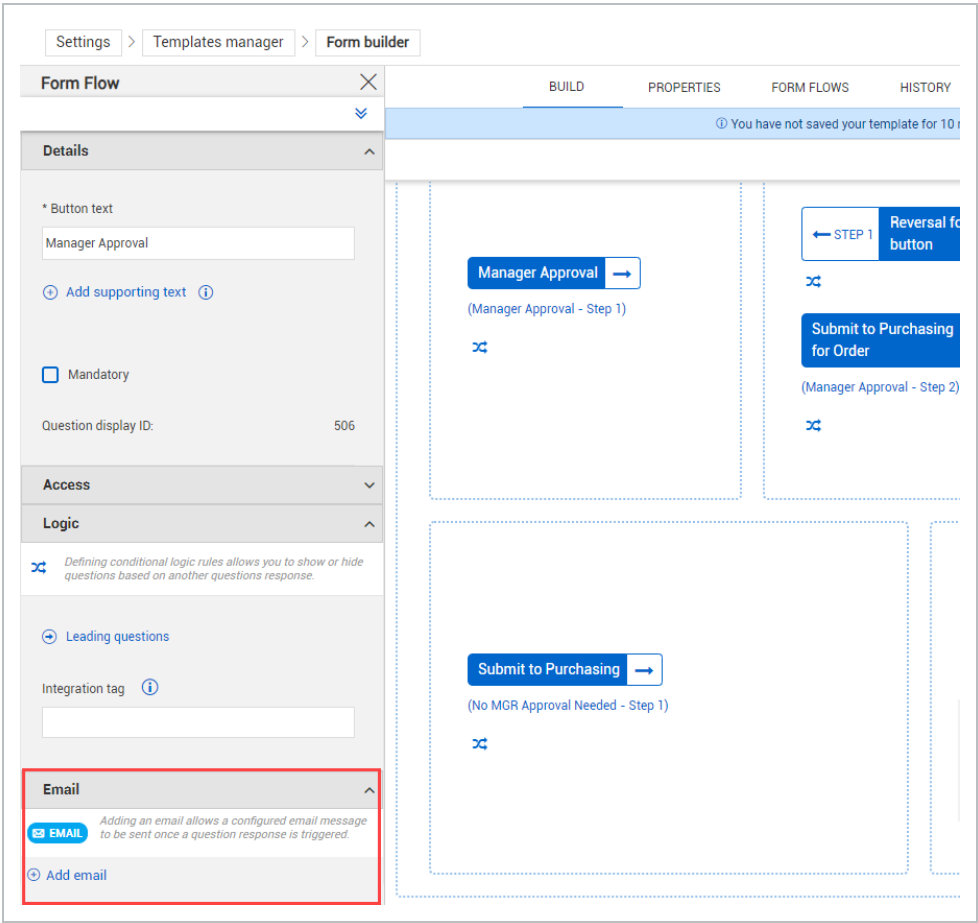 Settings > Templates manager > Form builder
Form Flow
BUILD PROPERTIES FORM FLOWS HISTORY
You have not saved your template for 10
Details
* Button text
Manager Approval
Add supporting text
Mandatory
Question display ID: 506
Access
Logic
Defining conditional logic rules allows you to show or hide
questions based on another questions response.
Leading questions
Integration tag
Email
EMAIL
Adding an email allows a configured email message
to be sent once a question response is triggered.
Add email
Manager Approval
(Manager Approval - Step 1)
STEP 1
Reversal
button
Submit to Purchasing
for Order
(Manager Approval - Step 2)
Submit to Purchasing
(No MGR Approval Needed - Step 1)